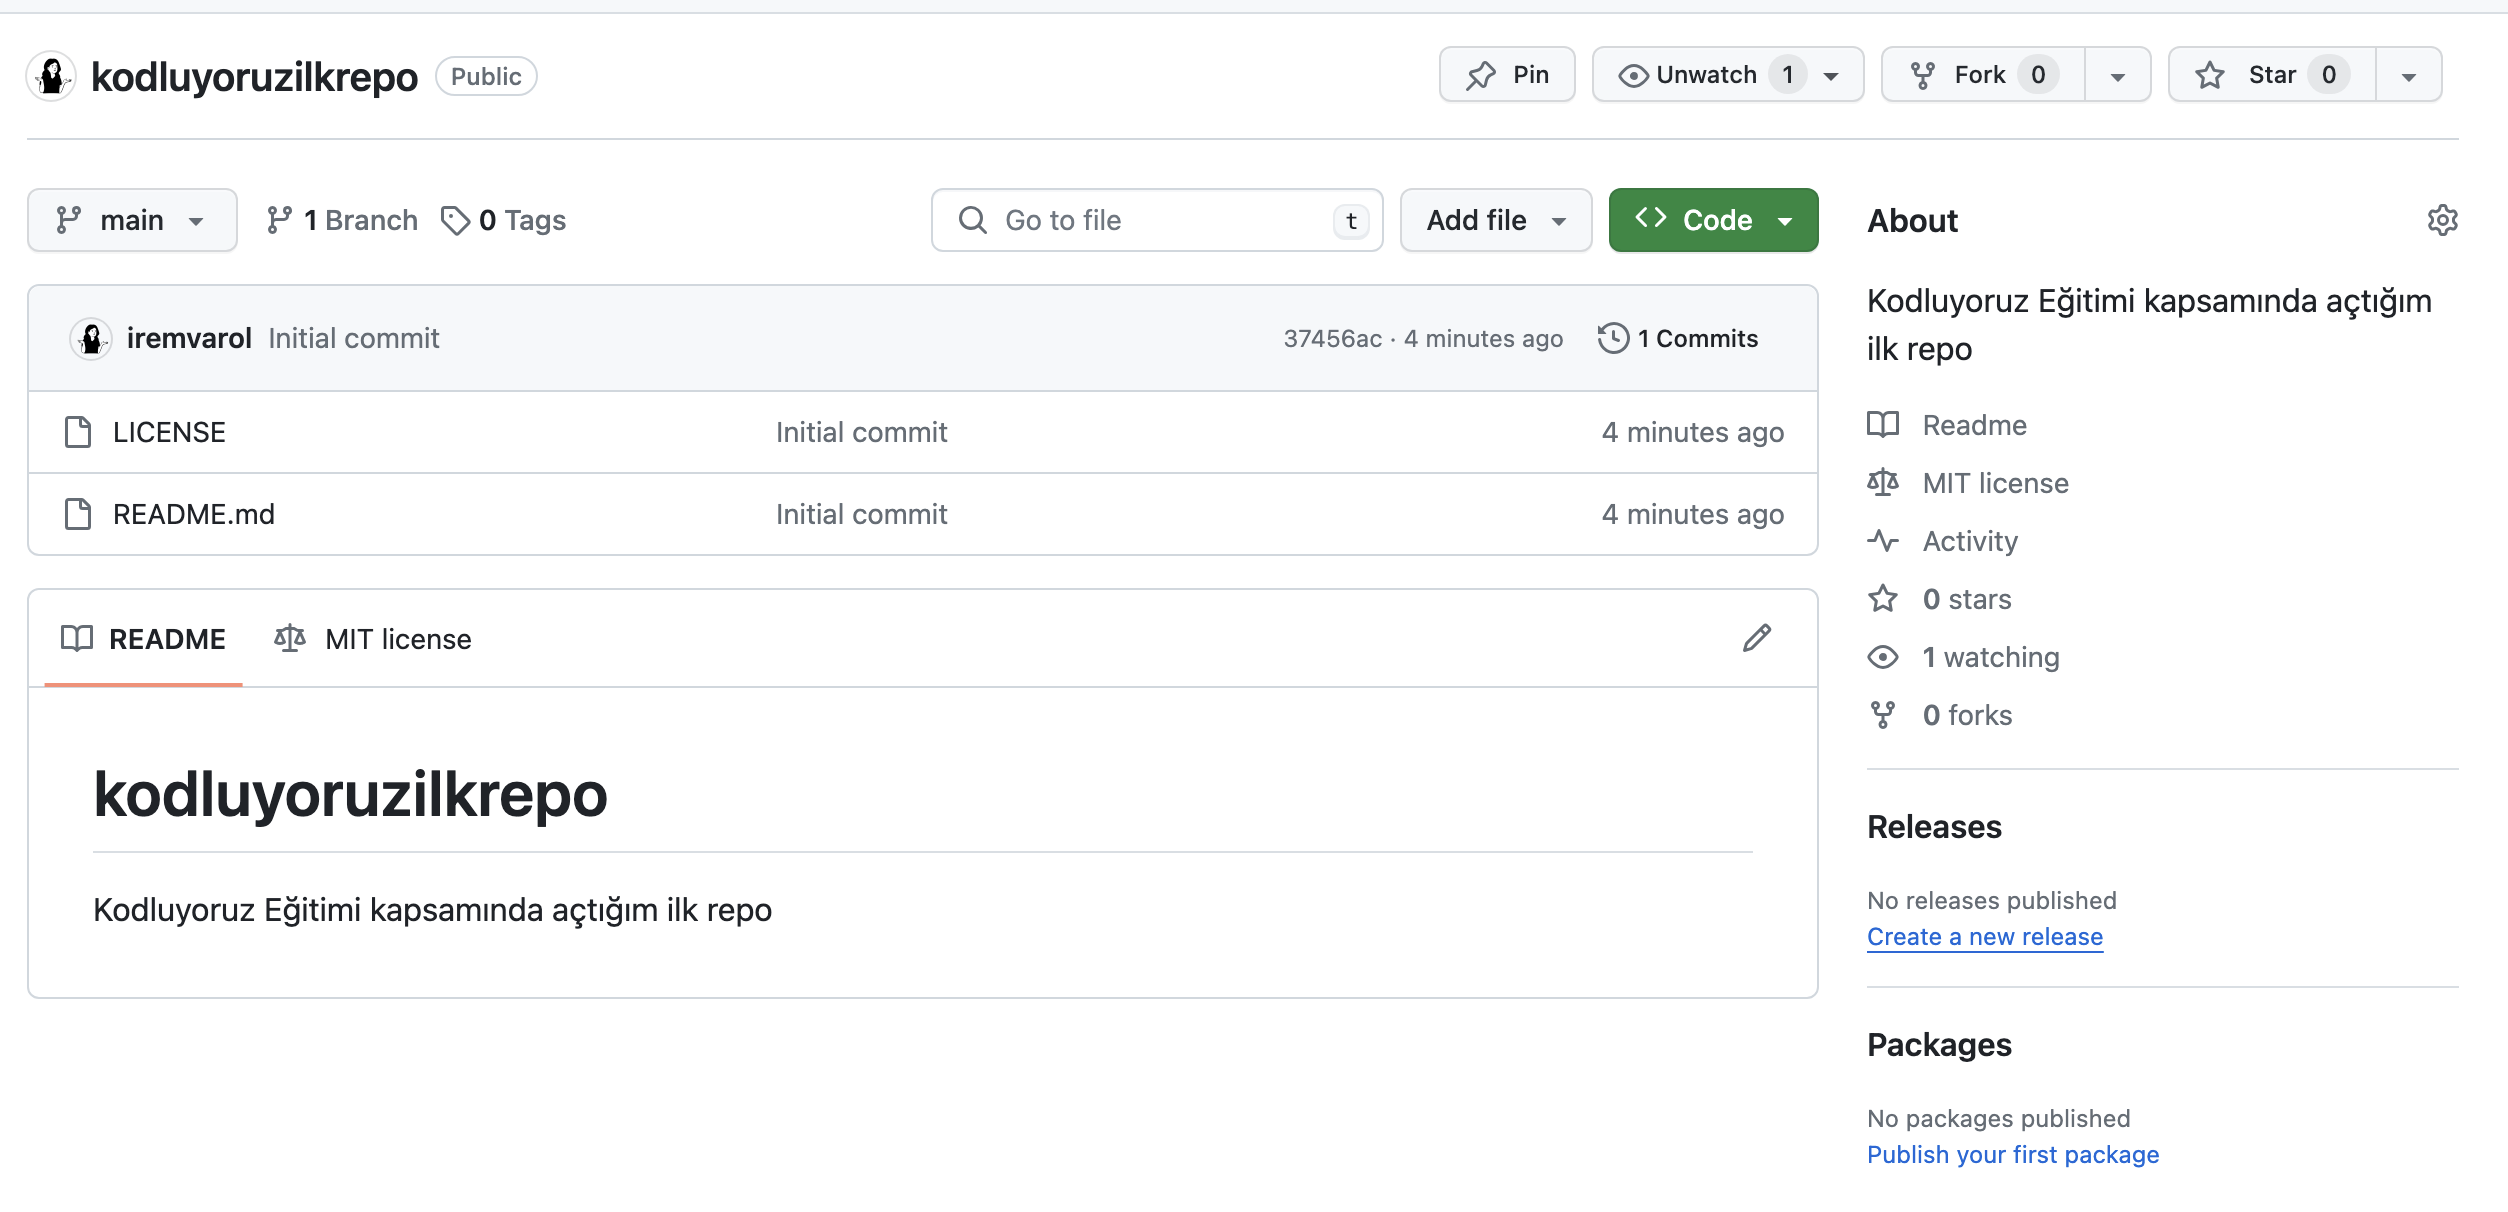 kodluyoruzilkrepo Public Pin Unwatch 1 Fork 0 Star 0
main 1 Branch 0 Tags Go to file t Add file Code
iremvarol Initial commit 37456ac · 4 minutes ago 1 Commits
LICENSE Initial commit 4 minutes ago
README.md Initial commit 4 minutes ago
README MIT license
kodluyoruzilkrepo
Kodluyoruz Eğitimi kapsamında açtığım ilk repo
About
Kodluyoruz Eğitimi kapsamında açtığım
ilk repo
Readme
MIT license
Activity
0 stars
1 watching
0 forks
Releases
No releases published
Create a new release
Packages
No packages published
Publish your first package